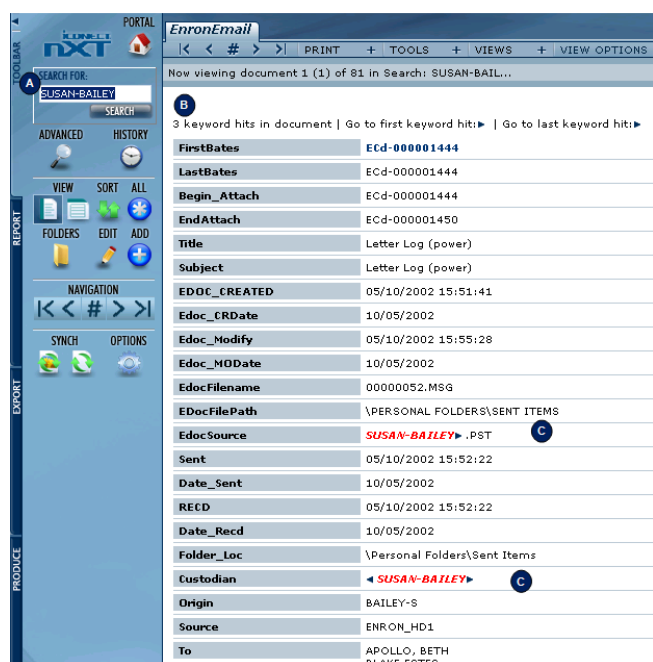 PORTAL
iCONECT
nXT
TOOLBAR
A
SEARCH FOR:
SUSAN-BAILEY
SEARCH
ADVANCED HISTORY
VIEW SORT ALL
FOLDERS EDIT ADD
REPORT
NAVIGATION
|< < # > >|
SYNCH OPTIONS
EXPORT
PRODUCE
EnronEmail
|< < # > >| PRINT + TOOLS + VIEWS + VIEW OPTIONS
Now viewing document 1 (1) of 81 in Search: SUSAN-BAIL...
B
3 keyword hits in document | Go to first keyword hit:► | Go to last keyword hit:►
FirstBates ECd-000001444
LastBates ECd-000001444
Begin_Attach ECd-000001444
EndAttach ECd-000001450
Title Letter Log (power)
Subject Letter Log (power)
EDOC_CREATED 05/10/2002 15:51:41
Edoc_CRDate 10/05/2002
Edoc_Modify 05/10/2002 15:55:28
Edoc_MODate 10/05/2002
EdocFilename 00000052.MSG
EDocFilePath \PERSONAL FOLDERS\SENT ITEMS
EdocSource SUSAN-BAILEY► .PST C
Sent 05/10/2002 15:52:22
Date_Sent 10/05/2002
RECD 05/10/2002 15:52:22
Date_Recd 10/05/2002
Folder_Loc \Personal Folders\Sent Items
Custodian ◄ SUSAN-BAILEY► C
Origin BAILEY-S
Source ENRON_HD1
To APOLLO, BETH